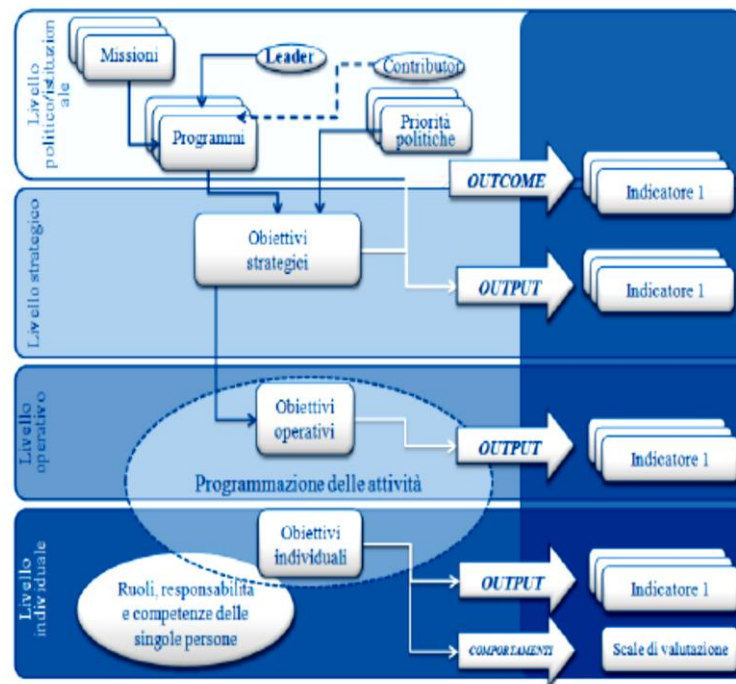 Livello
politico/istituzion
ale
Missioni
Leader
Contributor
Programmi
Priorità
politiche
OUTCOME
Indicatore 1
Livello strategico
Obiettivi
strategici
OUTPUT
Indicatore 1
Livello
operativo
Obiettivi
operativi
OUTPUT
Indicatore 1
Programmazione delle attività
Livello
individuale
Obiettivi
individuali
Ruoli, responsabilità
e competenze delle
singole persone
OUTPUT
Indicatore 1
COMPORTAMENTI
Scale di valutazione